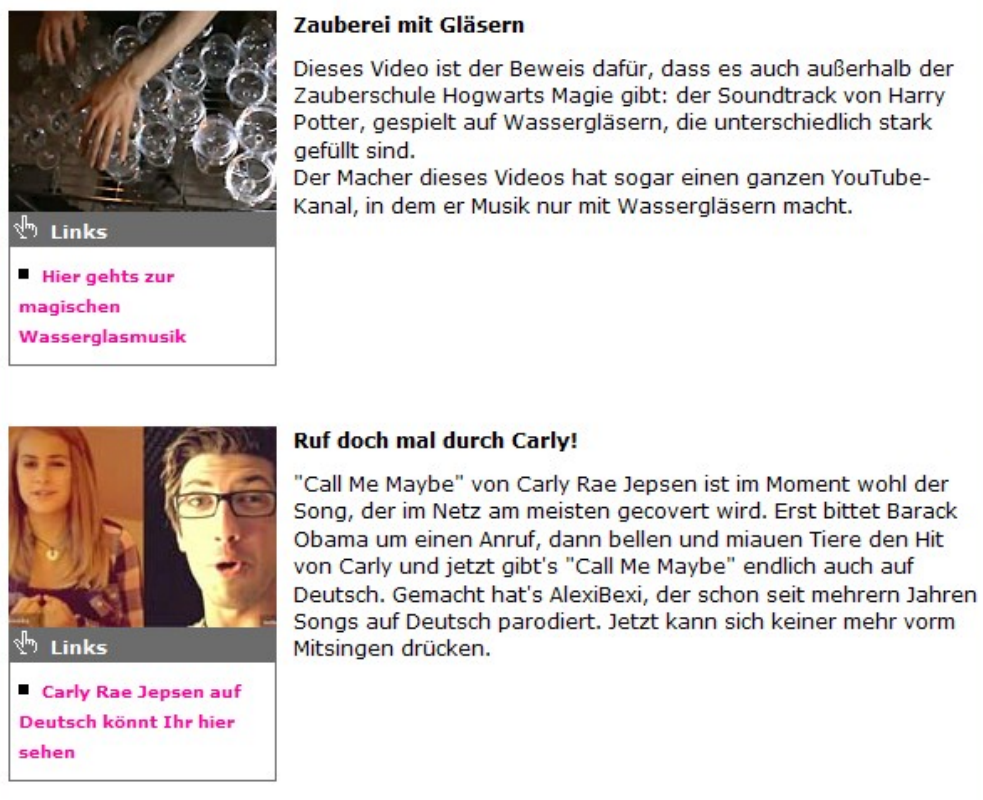 Zauberei mit Gläsern
Dieses Video ist der Beweis dafür, dass es auch außerhalb der
Zauberschule Hogwarts Magie gibt: der Soundtrack von Harry
Potter, gespielt auf Wassergläsern, die unterschiedlich stark
gefüllt sind.
Der Macher dieses Videos hat sogar einen ganzen YouTube-
Kanal, in dem er Musik nur mit Wassergläsern macht.
Links
Hier gehts zur
magischen
Wasserglasmusik
Ruf doch mal durch Carly!
"Call Me Maybe" von Carly Rae Jepsen ist im Moment wohl der
Song, der im Netz am meisten gecovert wird. Erst bittet Barack
Obama um einen Anruf, dann bellen und miauen Tiere den Hit
von Carly und jetzt gibt's "Call Me Maybe" endlich auch auf
Deutsch. Gemacht hat's AlexiBexi, der schon seit mehrern Jahren
Songs auf Deutsch parodiert. Jetzt kann sich keiner mehr vorm
Mitsingen drücken.
Links
Carly Rae Jepsen auf
Deutsch könnt Ihr hier
sehen